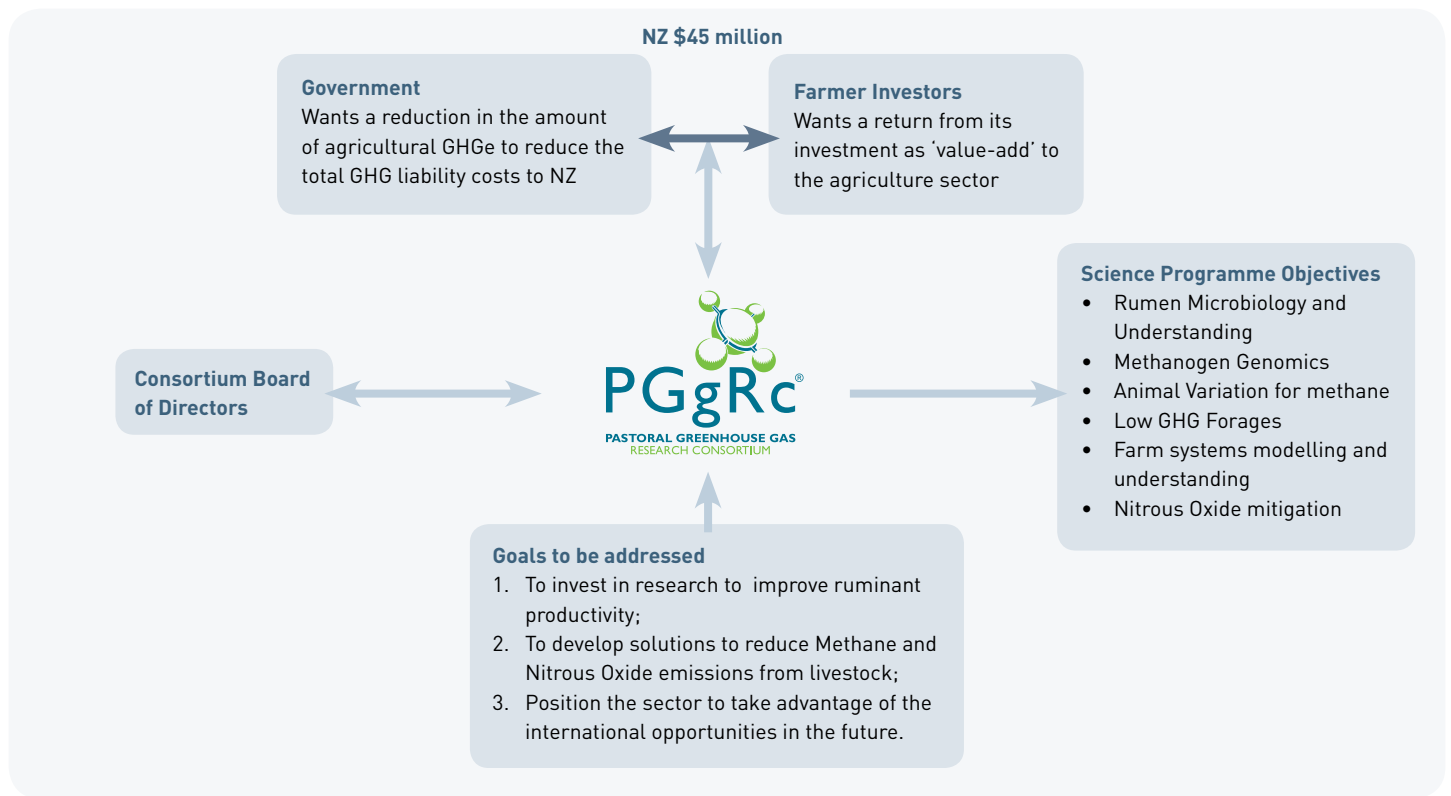 NZ $45 million
Government
Wants a reduction in the amount
of agricultural GHGe to reduce the
total GHG liability costs to NZ
Farmer Investors
Wants a return from its
investment as ‘value-add’ to
the agriculture sector
Science Programme Objectives
• Rumen Microbiology and
Understanding
• Methanogen Genomics
• Animal Variation for methane
• Low GHG Forages
• Farm systems modelling and
understanding
• Nitrous Oxide mitigation
Consortium Board
of Directors
PGgRc®
PASTORAL GREENHOUSE GAS
RESEARCH CONSORTIUM
Goals to be addressed
1. To invest in research to improve ruminant
productivity;
2. To develop solutions to reduce Methane and
Nitrous Oxide emissions from livestock;
3. Position the sector to take advantage of the
international opportunities in the future.